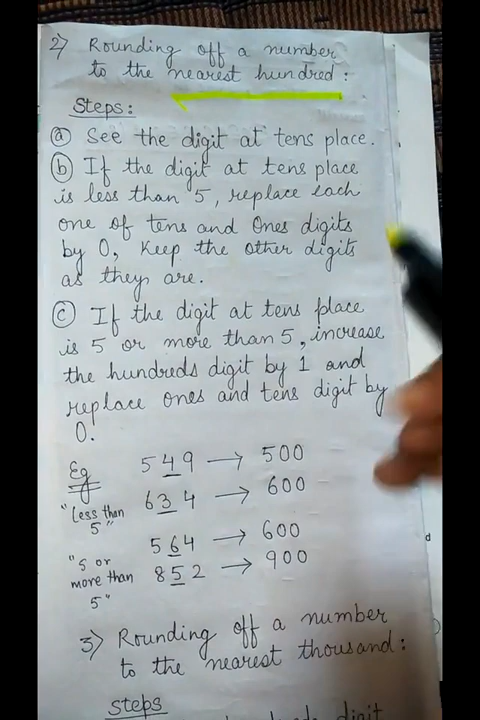 2) Rounding off a number
to the nearest hundred:
Steps:
a See the digit at tens place.
b If the digit at tens place
is less than 5, replace each
one of tens and Ones digits
by 0, Keep the other digits
as they are.
c If the digit at tens place
is 5 or more than 5, increase
the hundreds digit by 1 and
replace ones and tens digit by
0.
Eg 549 → 500
"Less than 5" 634 → 600
564 → 600
"5 or more than 5" 852 → 900
3) Rounding off a number
to the nearest thousand:
Steps
digit